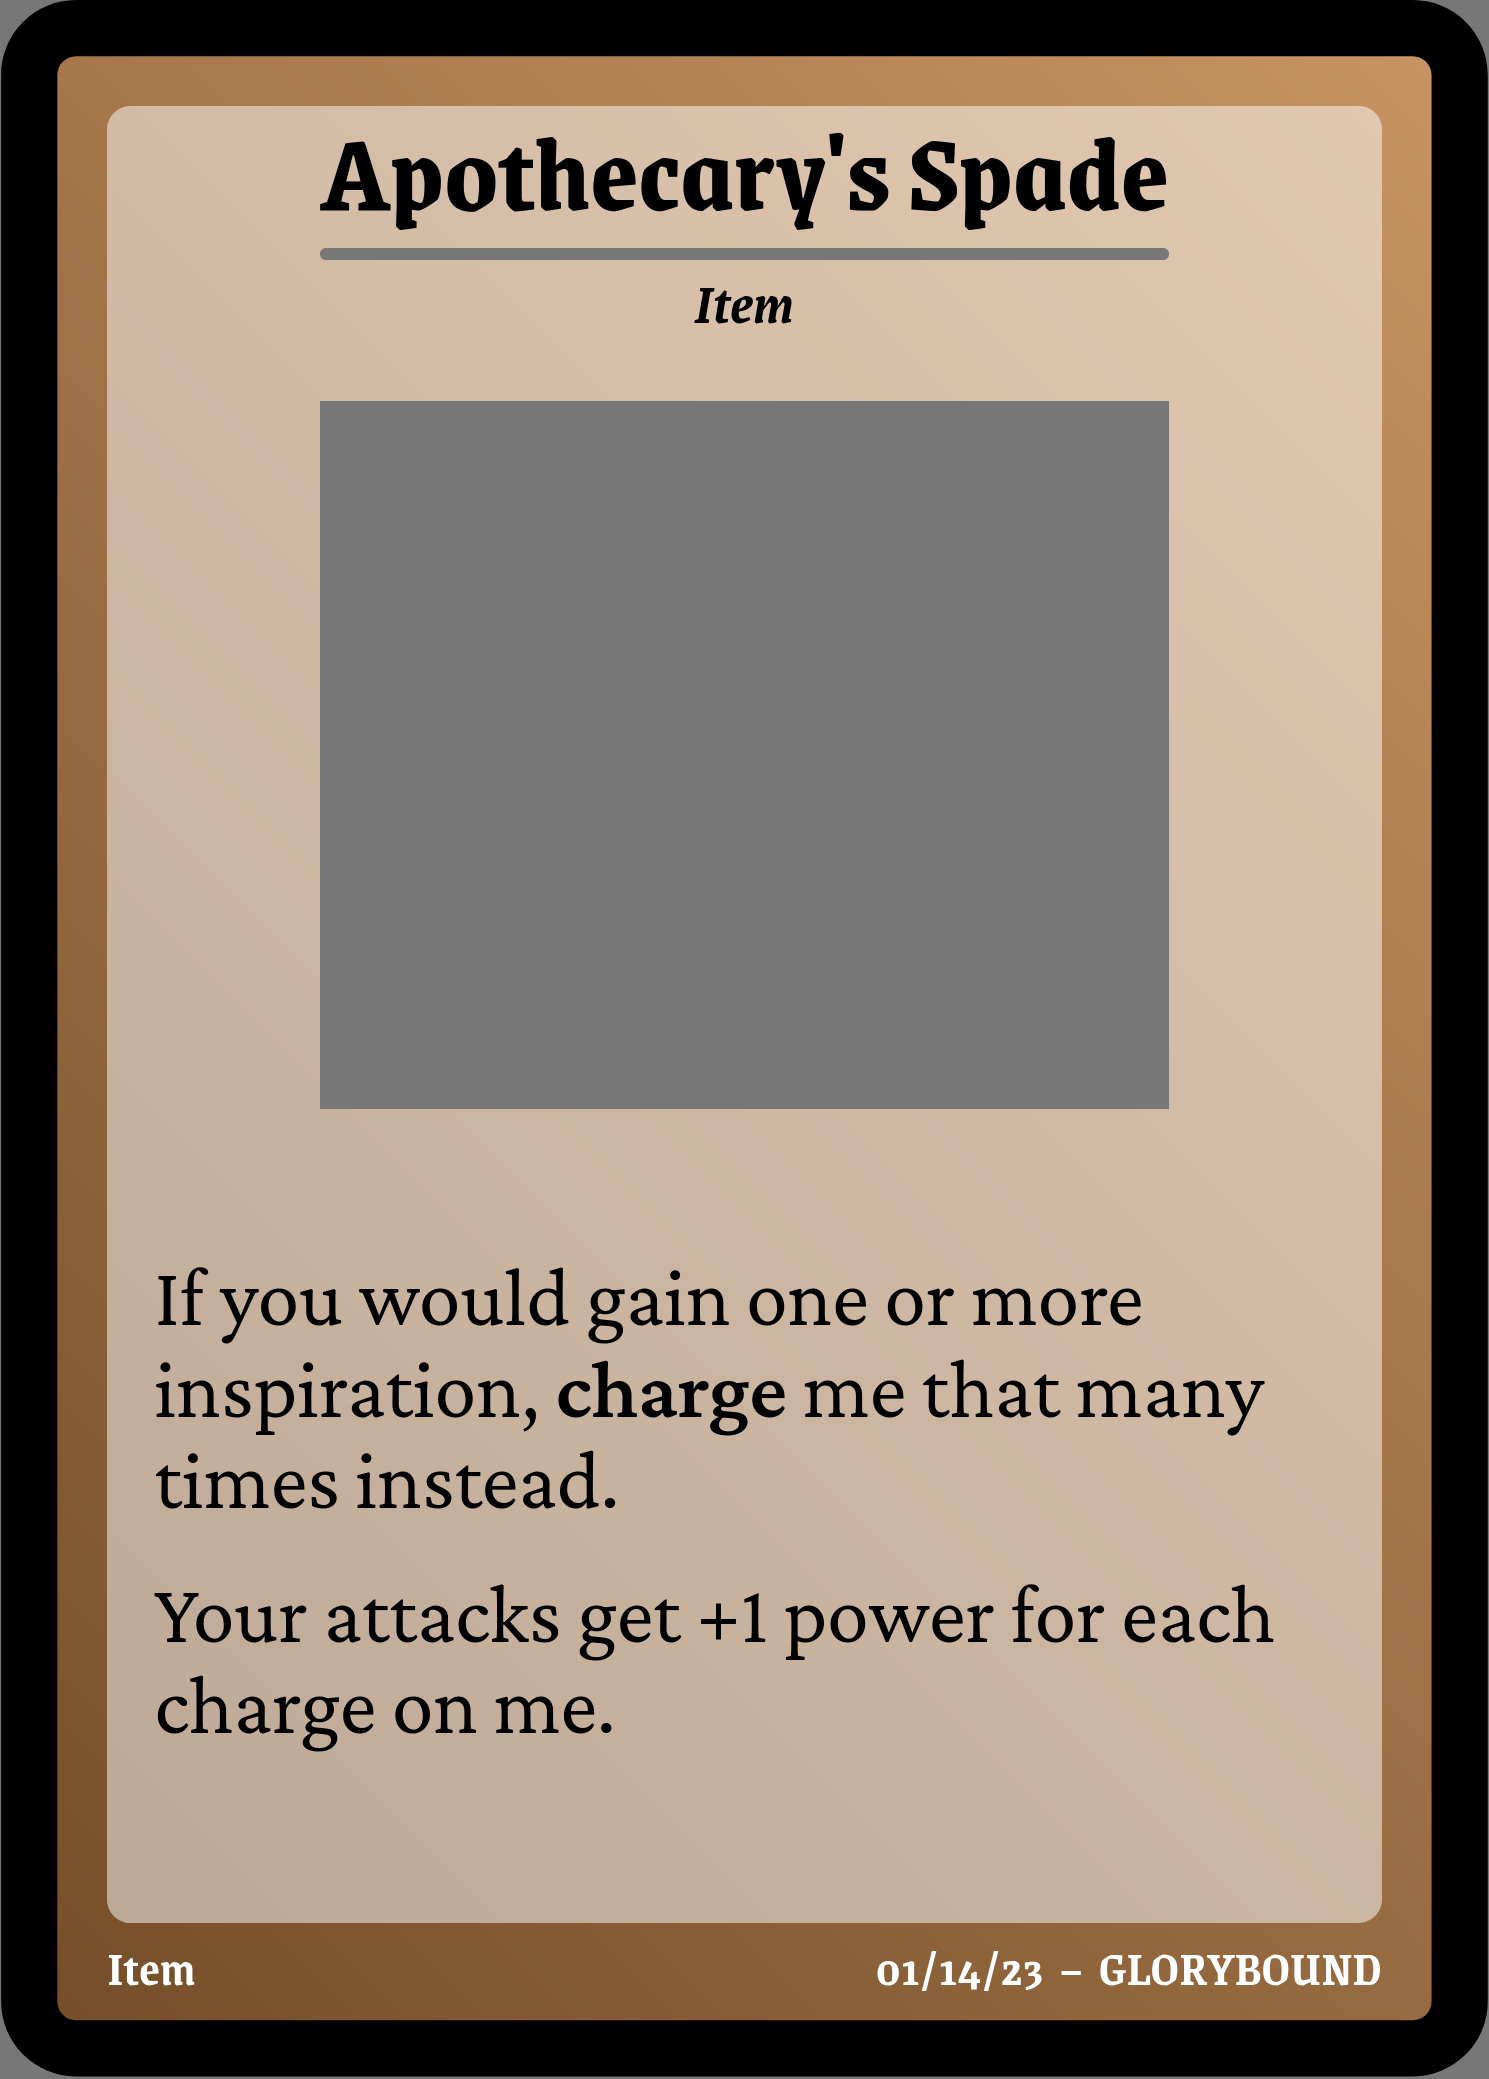 Apothecary's Spade
Item
If you would gain one or more
inspiration, charge me that many
times instead.
Your attacks get +1 power for each
charge on me.
Item
01/14/23 – GLORYBOUND